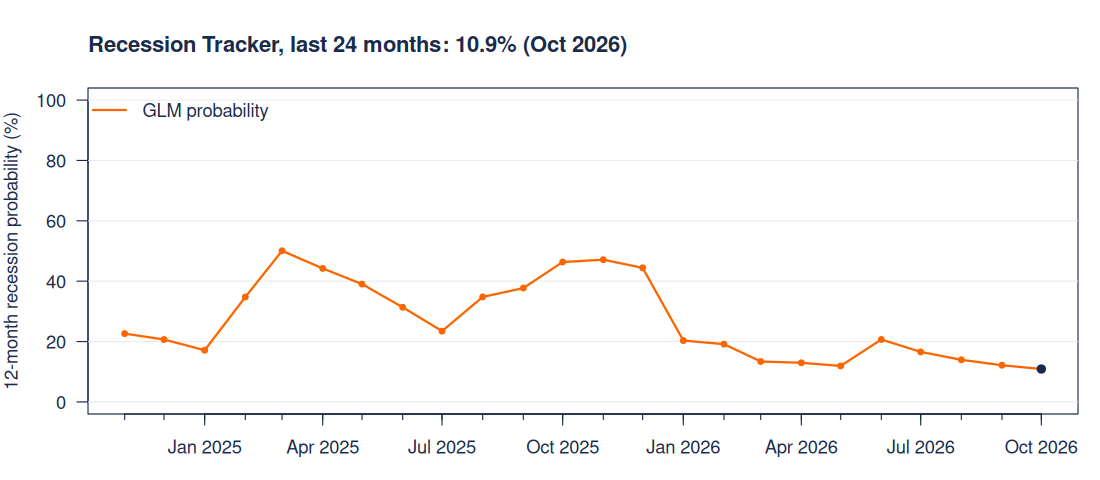 Recession Tracker, last 24 months: 10.9% (Oct 2026)
GLM probability
12-month recession probability (%)
100
80
60
40
20
0
Jan 2025
Apr 2025
Jul 2025
Oct 2025
Jan 2026
Apr 2026
Jul 2026
Oct 2026